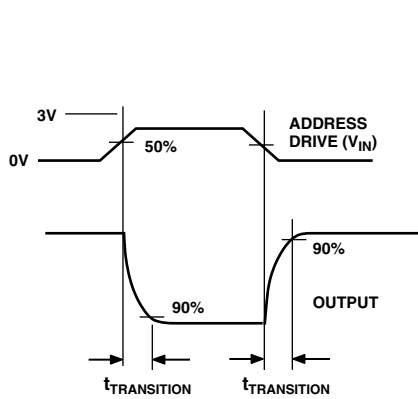 3V
ADDRESS
DRIVE (VIN)
50%
0V
90%
90%
OUTPUT
tTRANSITION tTRANSITION